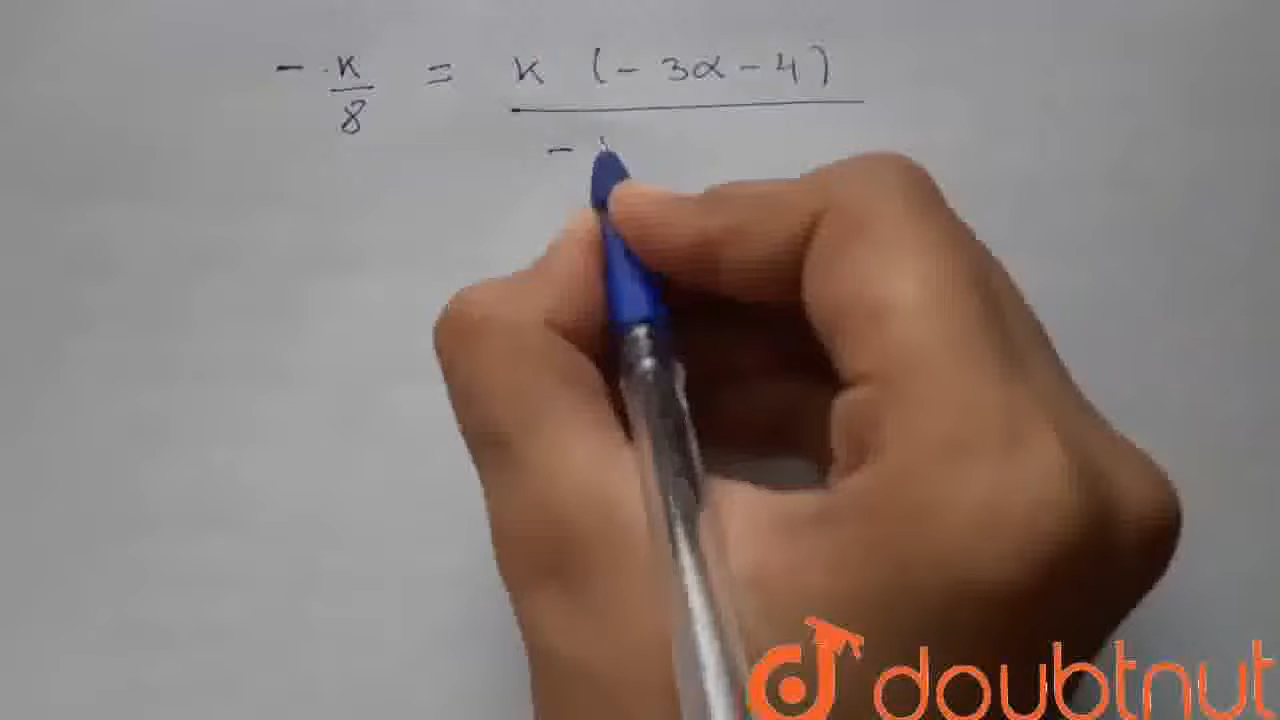 - k/8 = k (-3α-4)
-
doubtnut